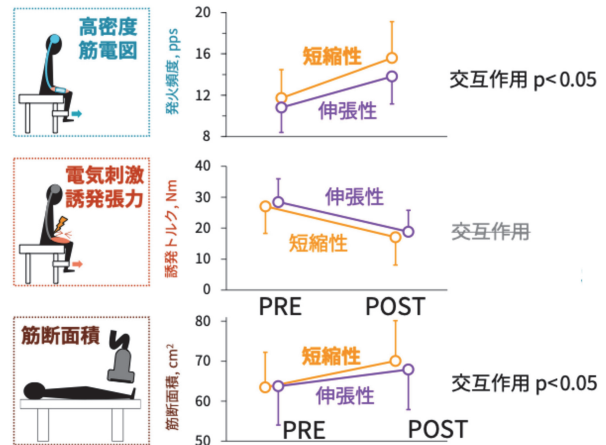 高密度
筋電図
発火頻度, pps
20
16
12
8
短縮性
伸張性
交互作用 p<0.05
電気刺激
誘発張力
誘発トルク, Nm
40
30
20
10
0
伸張性
短縮性
交互作用
PRE
POST
筋断面積
筋断面積, cm²
80
70
60
50
短縮性
伸張性
交互作用 p<0.05
PRE
POST